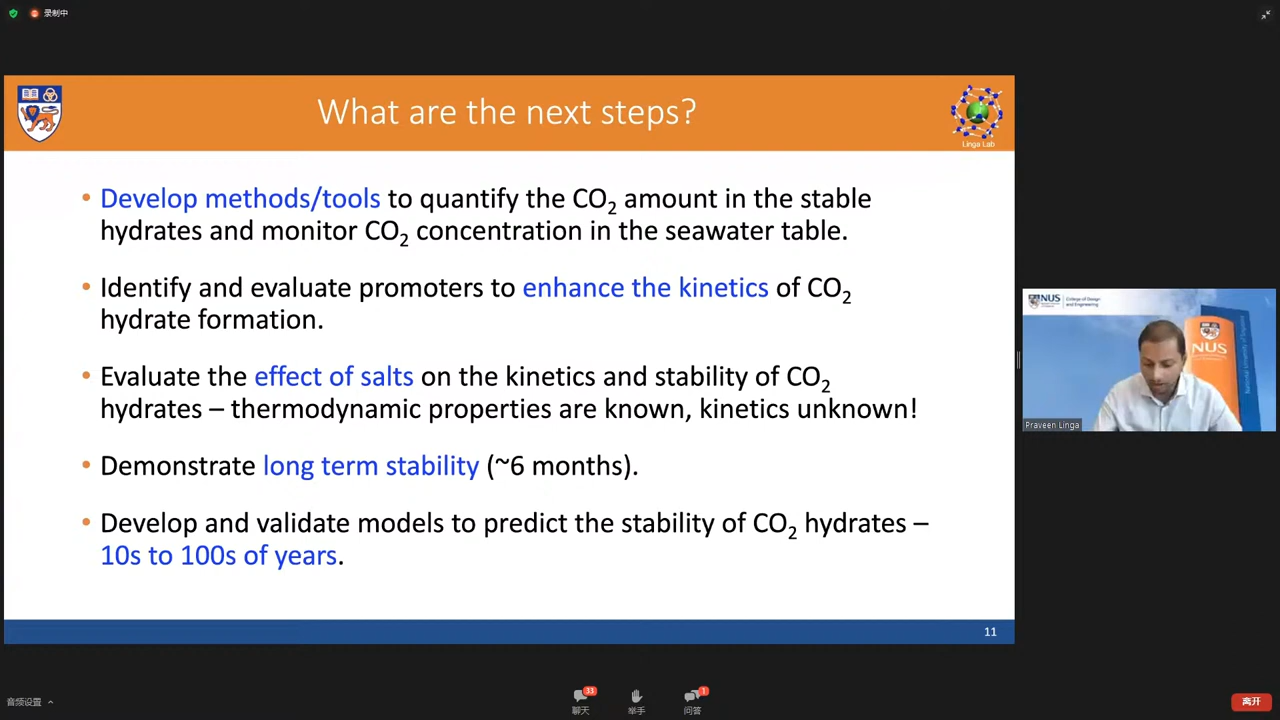 录制中
What are the next steps?
Linga Lab
• Develop methods/tools to quantify the CO₂ amount in the stable
hydrates and monitor CO₂ concentration in the seawater table.
• Identify and evaluate promoters to enhance the kinetics of CO₂
hydrate formation.
• Evaluate the effect of salts on the kinetics and stability of CO₂
hydrates – thermodynamic properties are known, kinetics unknown!
• Demonstrate long term stability (~6 months).
• Develop and validate models to predict the stability of CO₂ hydrates –
10s to 100s of years.
11
NUS
College of Design
and Engineering
NUS
National University of Singapore
Praveen Linga
音频设置
33
聊天
举手
1
问答
离开